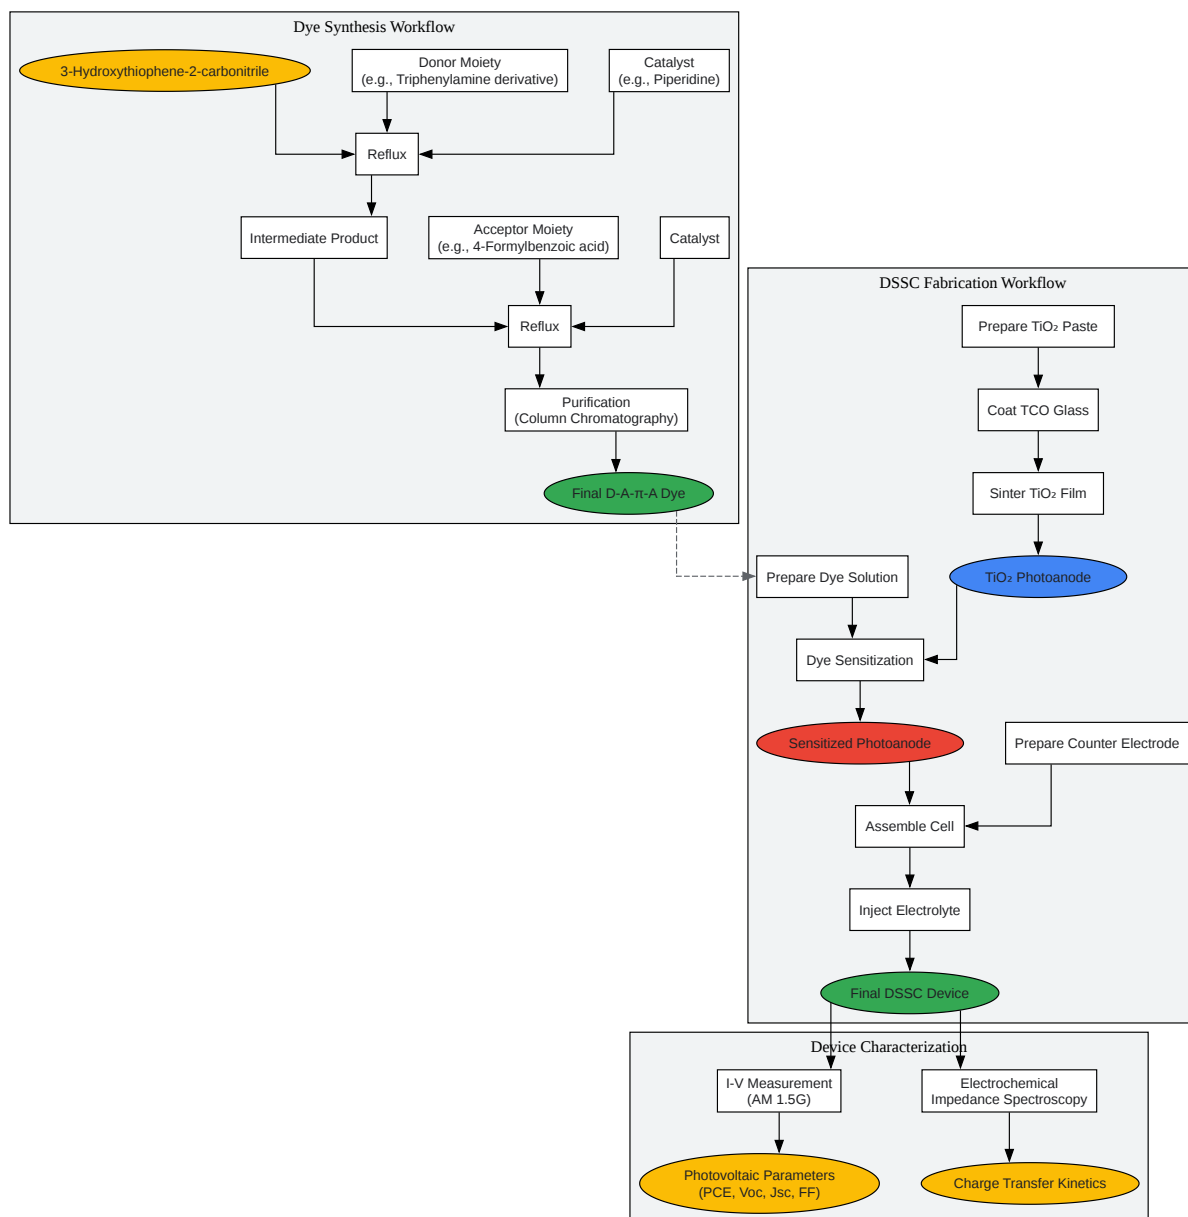 Dye Synthesis Workflow
3-Hydroxythiophene-2-carbonitrile
Donor Moiety
(e.g., Triphenylamine derivative)
Catalyst
(e.g., Piperidine)
Reflux
Intermediate Product
Acceptor Moiety
(e.g., 4-Formylbenzoic acid)
Catalyst
Reflux
Purification
(Column Chromatography)
Final D-A-π-A Dye
DSSC Fabrication Workflow
Prepare TiO₂ Paste
Coat TCO Glass
Sinter TiO₂ Film
Prepare Dye Solution
TiO₂ Photoanode
Dye Sensitization
Sensitized Photoanode
Prepare Counter Electrode
Assemble Cell
Inject Electrolyte
Final DSSC Device
Device Characterization
I-V Measurement
(AM 1.5G)
Electrochemical
Impedance Spectroscopy
Photovoltaic Parameters
(PCE, Voc, Jsc, FF)
Charge Transfer Kinetics